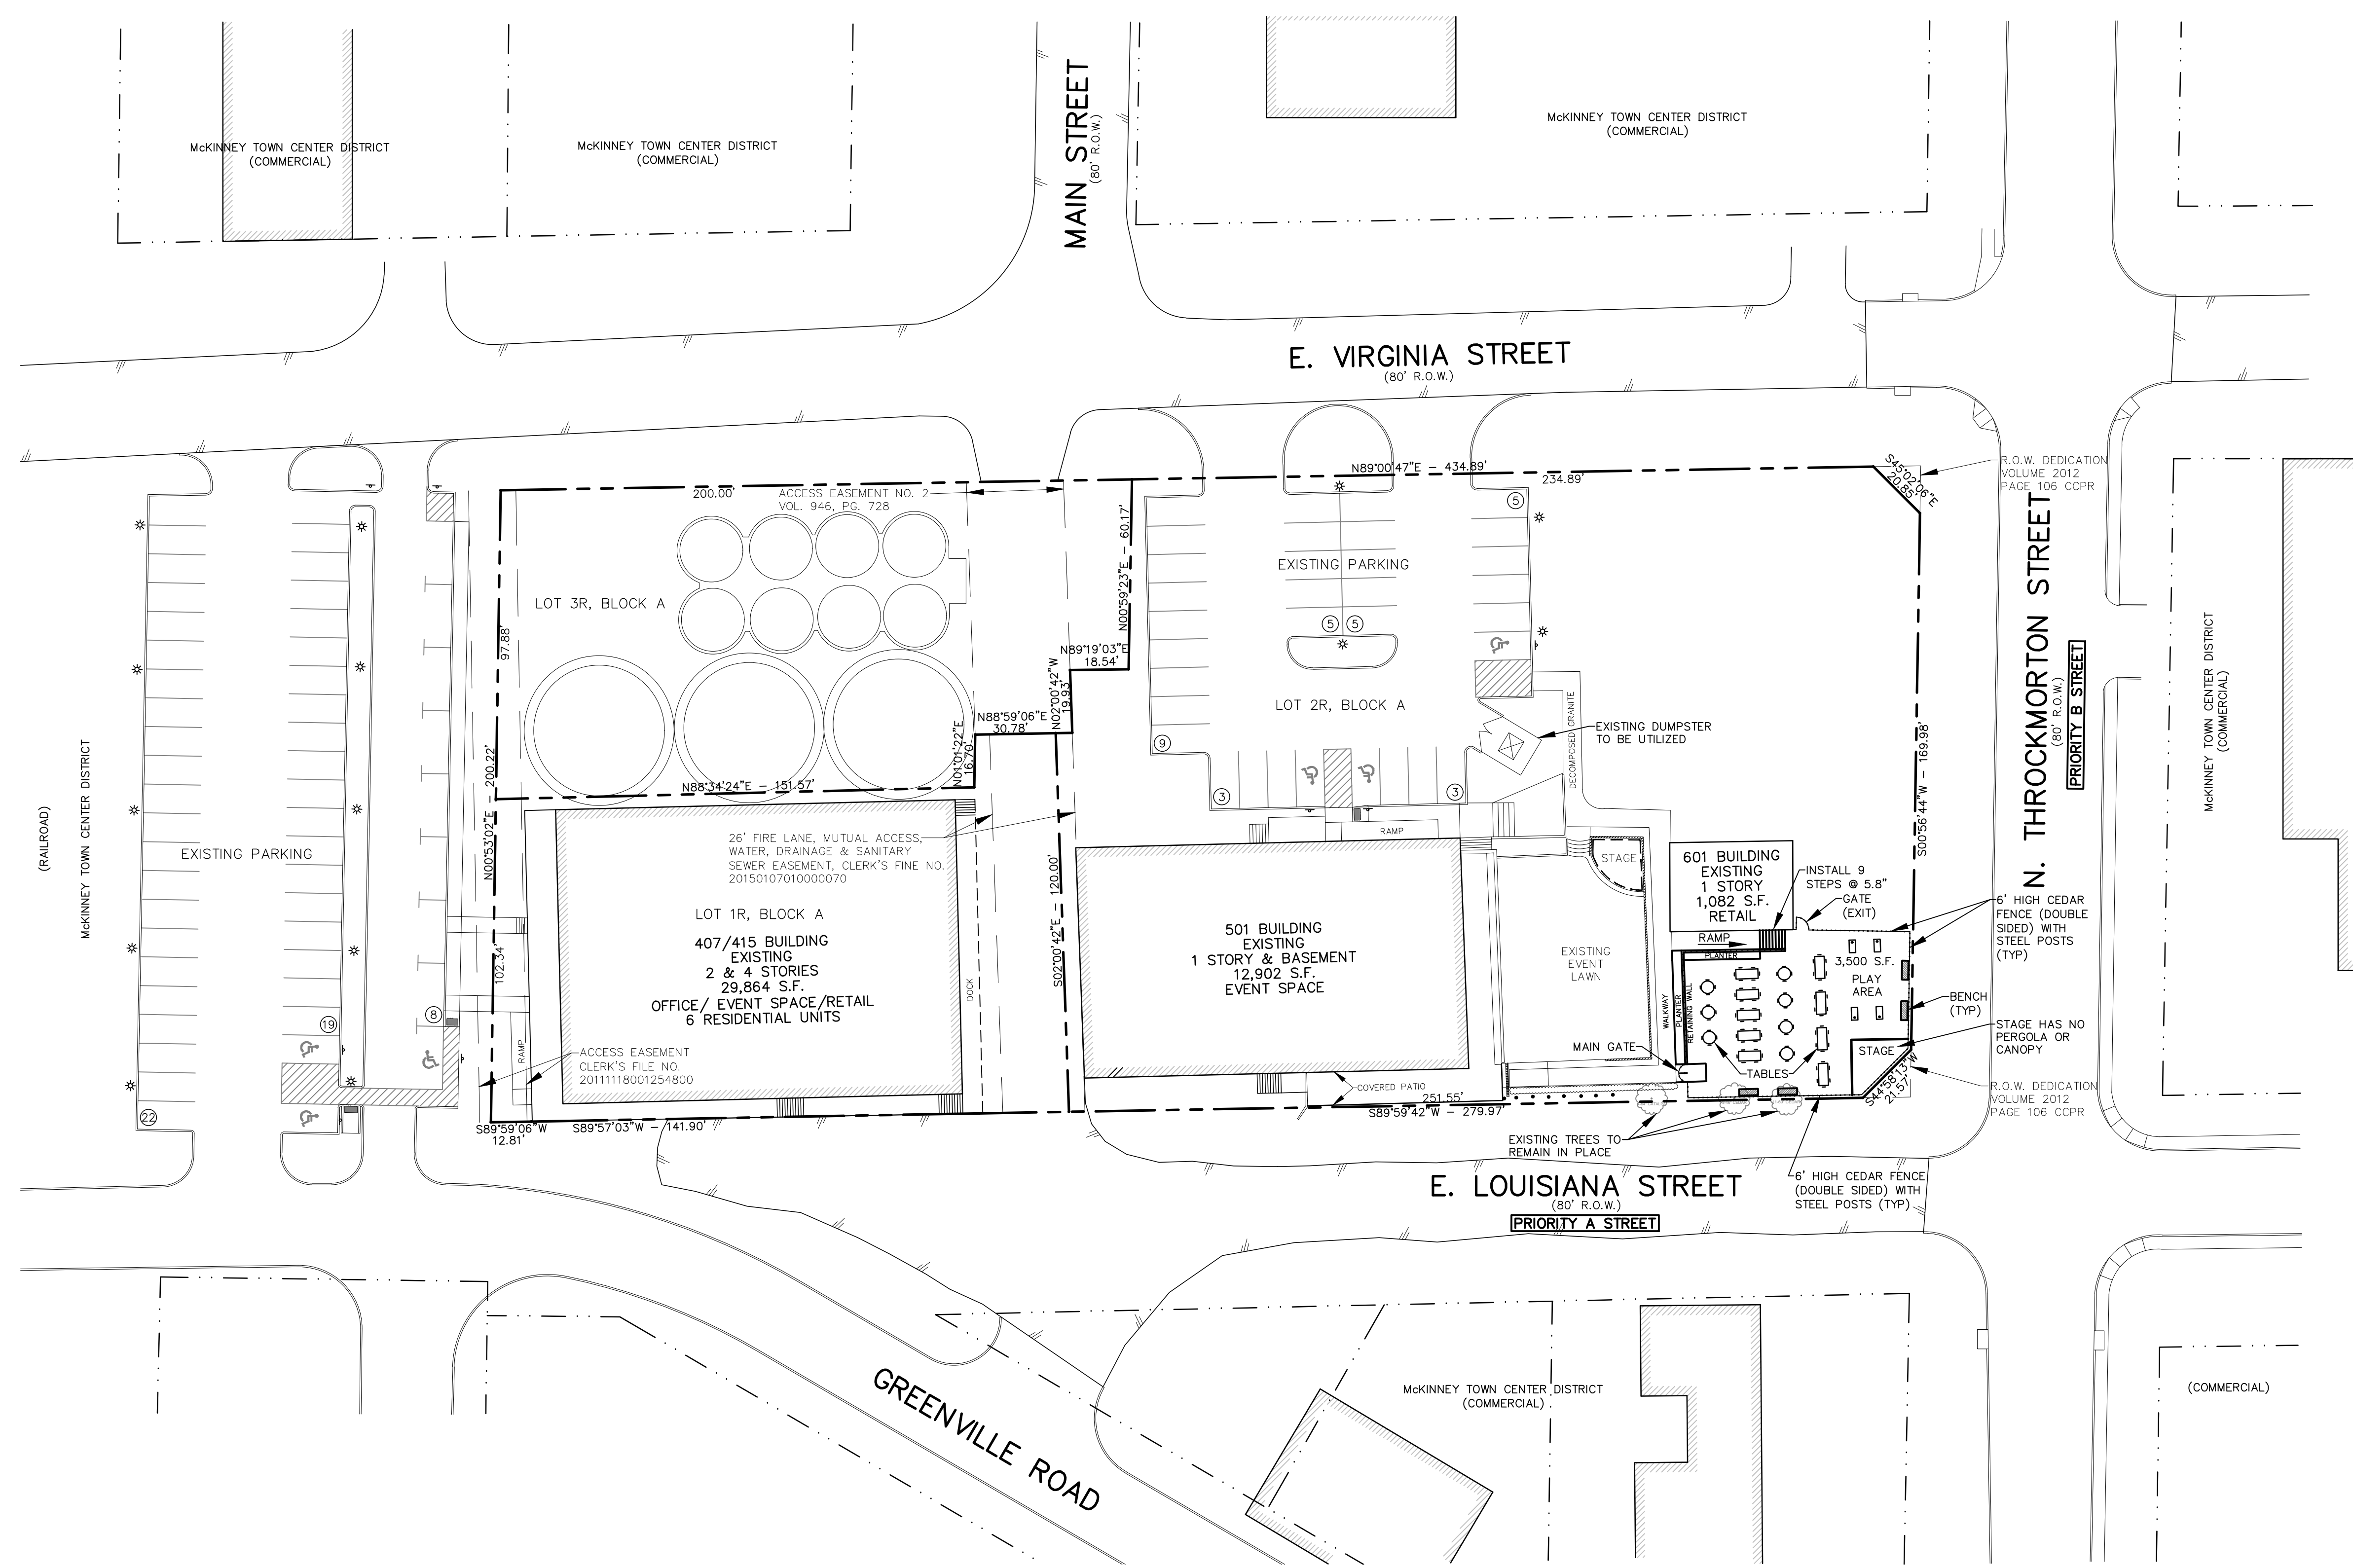 McKINNEY TOWN CENTER DISTRICT
(COMMERCIAL)
McKINNEY TOWN CENTER DISTRICT
(COMMERCIAL)
MAIN STREET
(80' R.O.W.)
McKINNEY TOWN CENTER DISTRICT
(COMMERCIAL)
E. VIRGINIA STREET
(80' R.O.W.)
N89°00'47"E - 434.89'
200.00'
234.89'
ACCESS EASEMENT NO. 2
VOL. 946, PG. 728
S45°02'06"E
20.85'
R.O.W. DEDICATION
VOLUME 2012
PAGE 106 CCPR
N. THROCKMORTON STREET
(80' R.O.W.)
PRIORITY B STREET
McKINNEY TOWN CENTER DISTRICT
(COMMERCIAL)
(RAILROAD)
McKINNEY TOWN CENTER DISTRICT
EXISTING PARKING
22
19
8
LOT 3R, BLOCK A
97.88'
N00°53'02"E - 200.22'
102.34'
N00°59'23"E - 60.17'
N89°19'03"E
18.54'
N02°00'42"W
19.93'
N88°59'06"E
30.78'
N01°01'22"E
16.70'
N88°34'24"E - 151.57'
EXISTING PARKING
5
5
5
9
3
3
LOT 2R, BLOCK A
EXISTING DUMPSTER
TO BE UTILIZED
DECOMPOSED GRANITE
S00°56'44"W - 169.98'
26' FIRE LANE, MUTUAL ACCESS,
WATER, DRAINAGE & SANITARY
SEWER EASEMENT, CLERK'S FINE NO.
20150107010000070
LOT 1R, BLOCK A
407/415 BUILDING
EXISTING
2 & 4 STORIES
29,864 S.F.
OFFICE/ EVENT SPACE/RETAIL
6 RESIDENTIAL UNITS
ACCESS EASEMENT
CLERK'S FILE NO.
20111118001254800
RAMP
DOCK
S02°00'42"E - 120.00'
RAMP
501 BUILDING
EXISTING
1 STORY & BASEMENT
12,902 S.F.
EVENT SPACE
STAGE
EXISTING
EVENT
LAWN
601 BUILDING
EXISTING
1 STORY
1,082 S.F.
RETAIL
INSTALL 9
STEPS @ 5.8"
GATE
(EXIT)
6' HIGH CEDAR
FENCE (DOUBLE
SIDED) WITH
STEEL POSTS
(TYP)
RAMP
PLANTER
WALKWAY
PLANTER
RETAINING WALL
3,500 S.F.
PLAY
AREA
BENCH
(TYP)
STAGE HAS NO
PERGOLA OR
CANOPY
STAGE
MAIN GATE
TABLES
S44°58'13"W
21.57'
R.O.W. DEDICATION
VOLUME 2012
PAGE 106 CCPR
COVERED PATIO
251.55'
S89°59'42"W - 279.97'
S89°59'06"W
12.81'
S89°57'03"W - 141.90'
EXISTING TREES TO
REMAIN IN PLACE
6' HIGH CEDAR FENCE
(DOUBLE SIDED) WITH
STEEL POSTS (TYP)
E. LOUISIANA STREET
(80' R.O.W.)
PRIORITY A STREET
GREENVILLE ROAD
McKINNEY TOWN CENTER DISTRICT
(COMMERCIAL)
(COMMERCIAL)